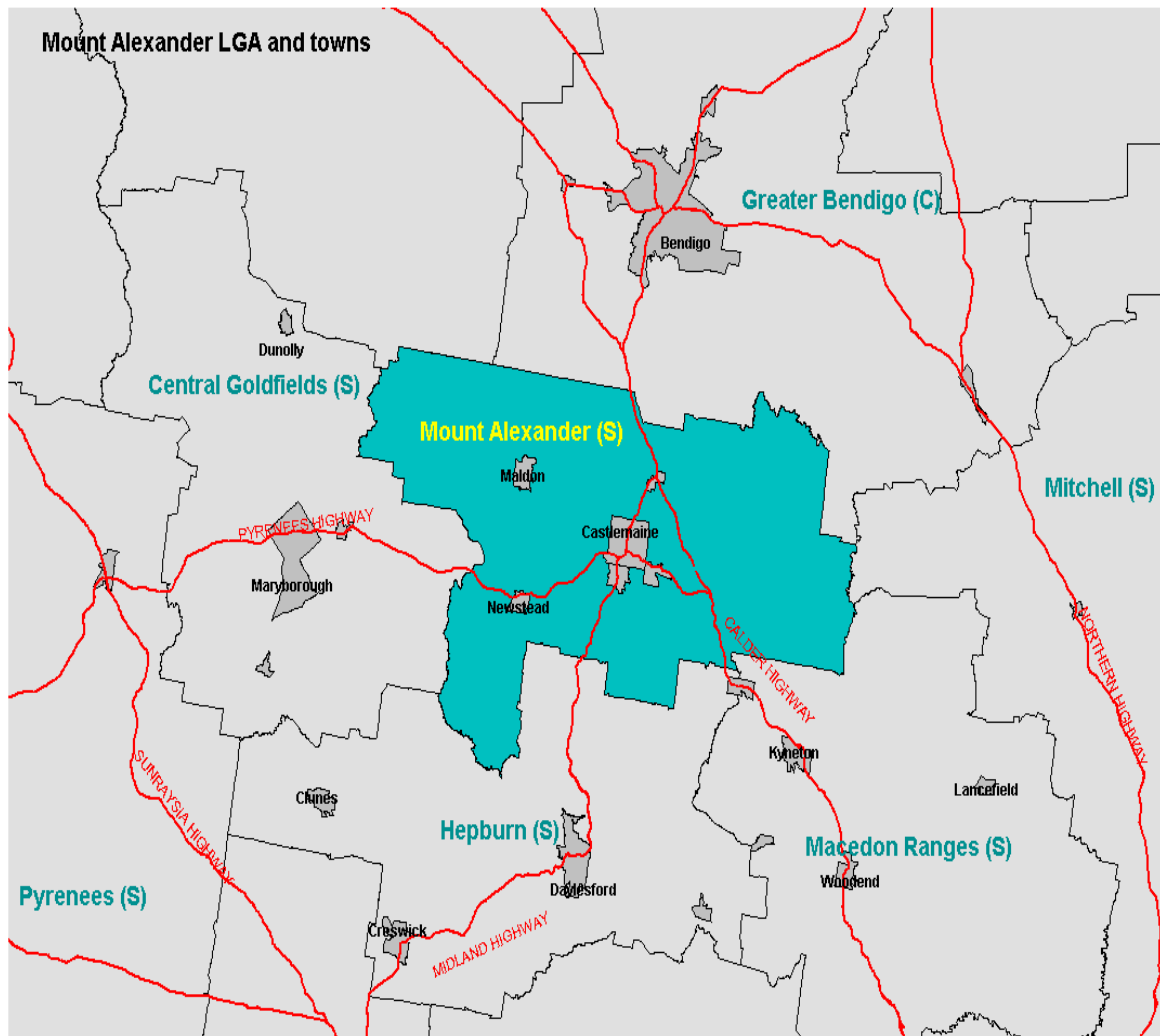 Mount Alexander LGA and towns
Greater Bendigo (C)
Bendigo
Dunolly
Central Goldfields (S)
Mount Alexander (S)
Maldon
Mitchell (S)
PYRENEES HIGHWAY
Castlemaine
Maryborough
Newstead
CALDER HIGHWAY
NORTHERN HIGHWAY
SUNRAYSIA HIGHWAY
Kyneton
Clunes
Lancefield
Hepburn (S)
Macedon Ranges (S)
Woodend
Daylesford
Pyrenees (S)
Creswick
MIDLAND HIGHWAY